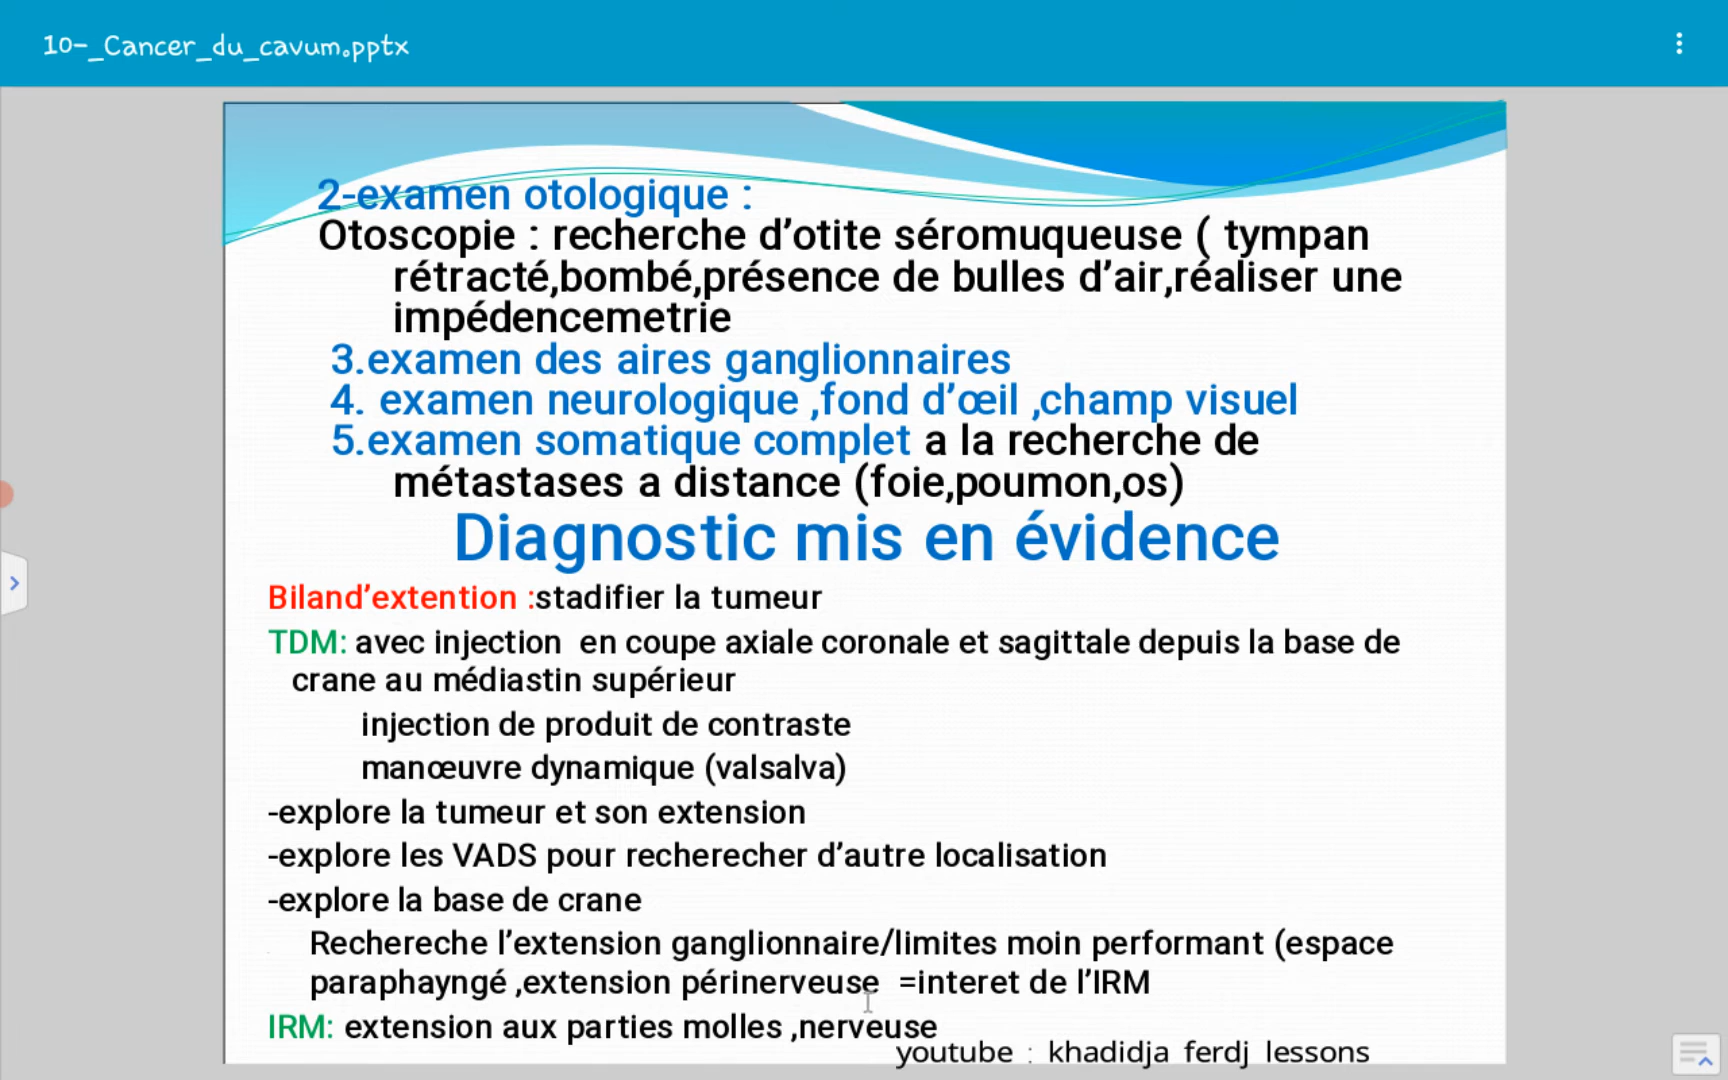 10-_Cancer_du_cavum.pptx
2-examen otologique :
Otoscopie : recherche d’otite séromuqueuse ( tympan
rétracté,bombé,présence de bulles d’air,réaliser une
impédencemetrie
3.examen des aires ganglionnaires
4. examen neurologique ,fond d’œil ,champ visuel
5.examen somatique complet a la recherche de
métastases a distance (foie,poumon,os)
Diagnostic mis en évidence
Biland’extention :stadifier la tumeur
TDM: avec injection en coupe axiale coronale et sagittale depuis la base de
crane au médiastin supérieur
injection de produit de contraste
manœuvre dynamique (valsalva)
-explore la tumeur et son extension
-explore les VADS pour recherecher d’autre localisation
-explore la base de crane
Rechereche l’extension ganglionnaire/limites moin performant (espace
paraphayngé ,extension périnerveuse =interet de l’IRM
IRM: extension aux parties molles ,nerveuse
youtube : khadidja ferdj lessons